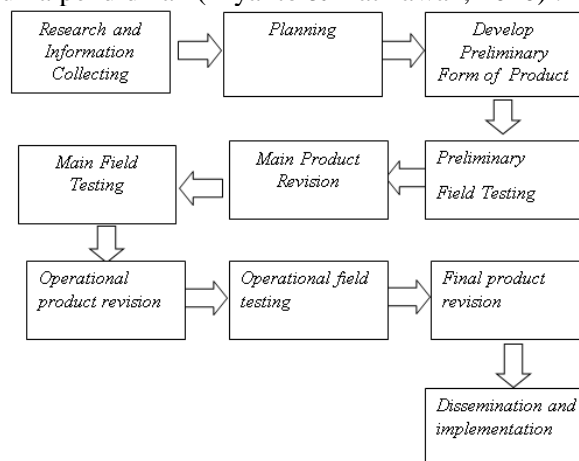 Research and
Information
Collecting
Planning
Develop
Preliminary
Form of Product
Preliminary
Field Testing
Main Product
Revision
Main Field
Testing
Operational
product revision
Operational field
testing
Final product
revision
Dissemination and
implementation